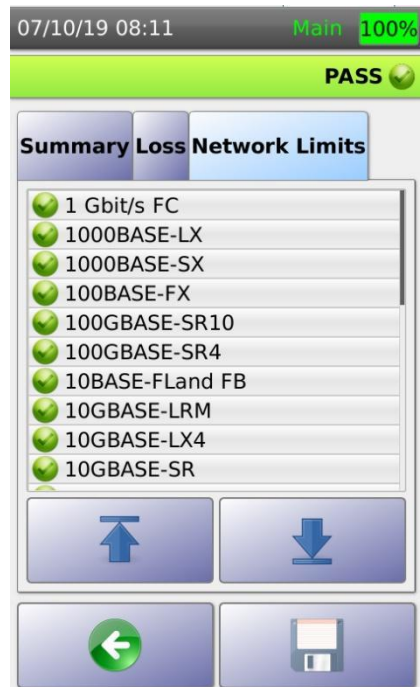 07/10/19 08:11 Main 100%
PASS
Summary Loss Network Limits
1 Gbit/s FC
1000BASE-LX
1000BASE-SX
100BASE-FX
100GBASE-SR10
100GBASE-SR4
10BASE-FLand FB
10GBASE-LRM
10GBASE-LX4
10GBASE-SR